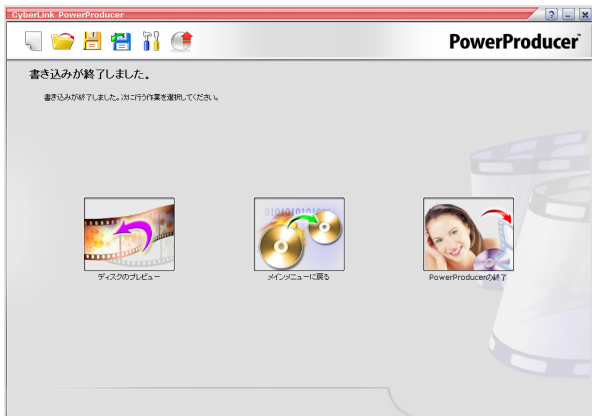 CyberLink PowerProducer
PowerProducer
書き込みが終了しました。
書き込みが終了しました。次に行う作業を選択してください。
ディスクのプレビュー
メインメニューに戻る
PowerProducerの終了